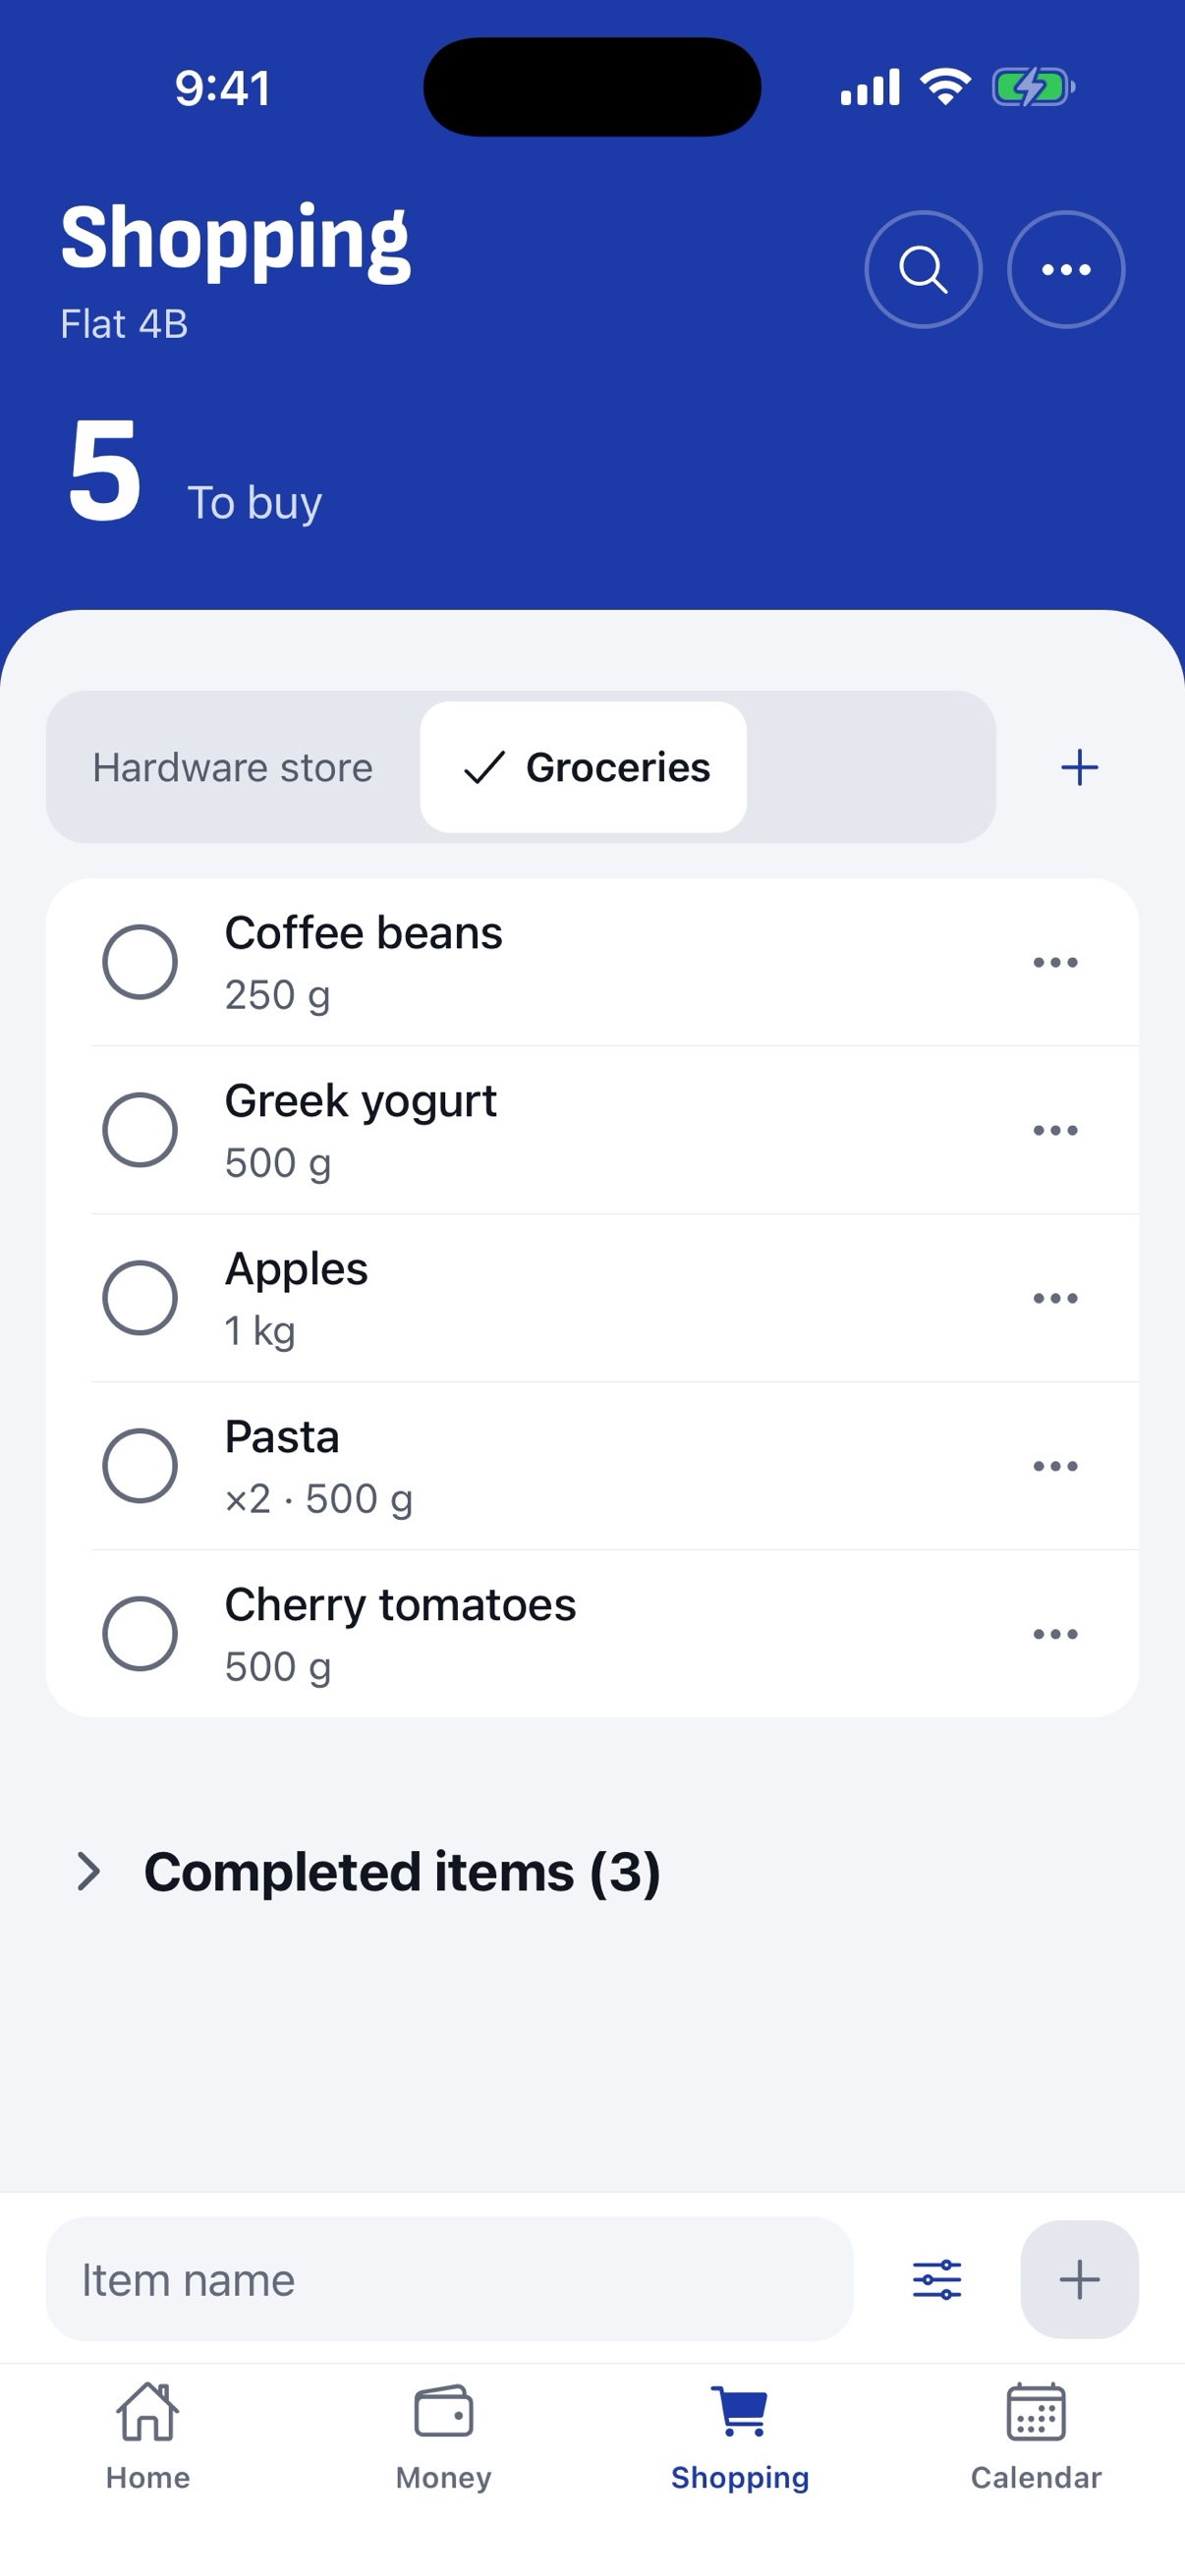 9:41
Shopping
Flat 4B
5 To buy
Hardware store
Groceries
Coffee beans
250 g
Greek yogurt
500 g
Apples
1 kg
Pasta
×2 · 500 g
Cherry tomatoes
500 g
Completed items (3)
Item name
Home
Money
Shopping
Calendar